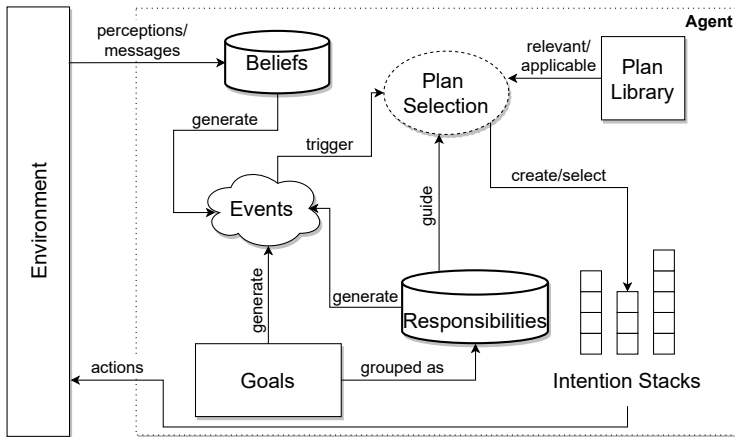 Agent
perceptions/
messages
Beliefs
relevant/
applicable
Plan
Library
Plan
Selection
generate
trigger
create/select
Environment
Events
guide
generate
generate
Responsibilities
Goals
grouped as
actions
Intention Stacks